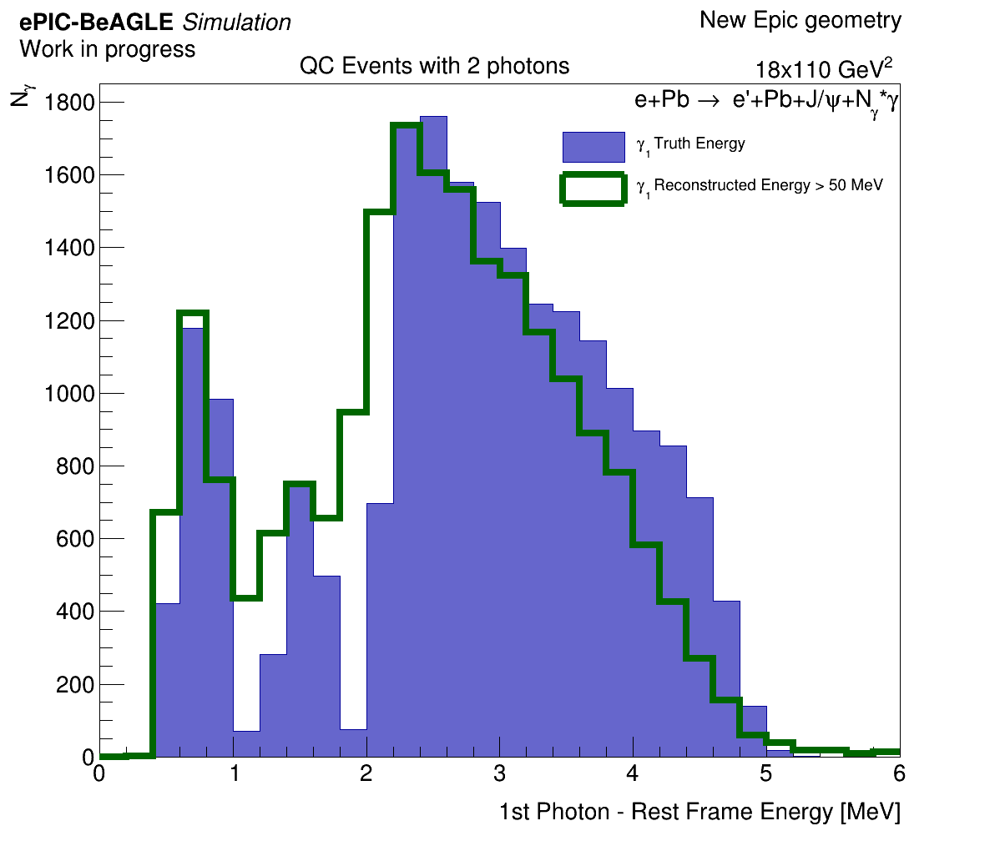 ePIC-BeAGLE Simulation
New Epic geometry
Work in progress
QC Events with 2 photons
18x110 GeV²
Nγ
e+Pb → e'+Pb+J/ψ+Nγ*γ
γ1 Truth Energy
γ1 Reconstructed Energy > 50 MeV
1800
1600
1400
1200
1000
800
600
400
200
0
0 1 2 3 4 5 6
1st Photon - Rest Frame Energy [MeV]